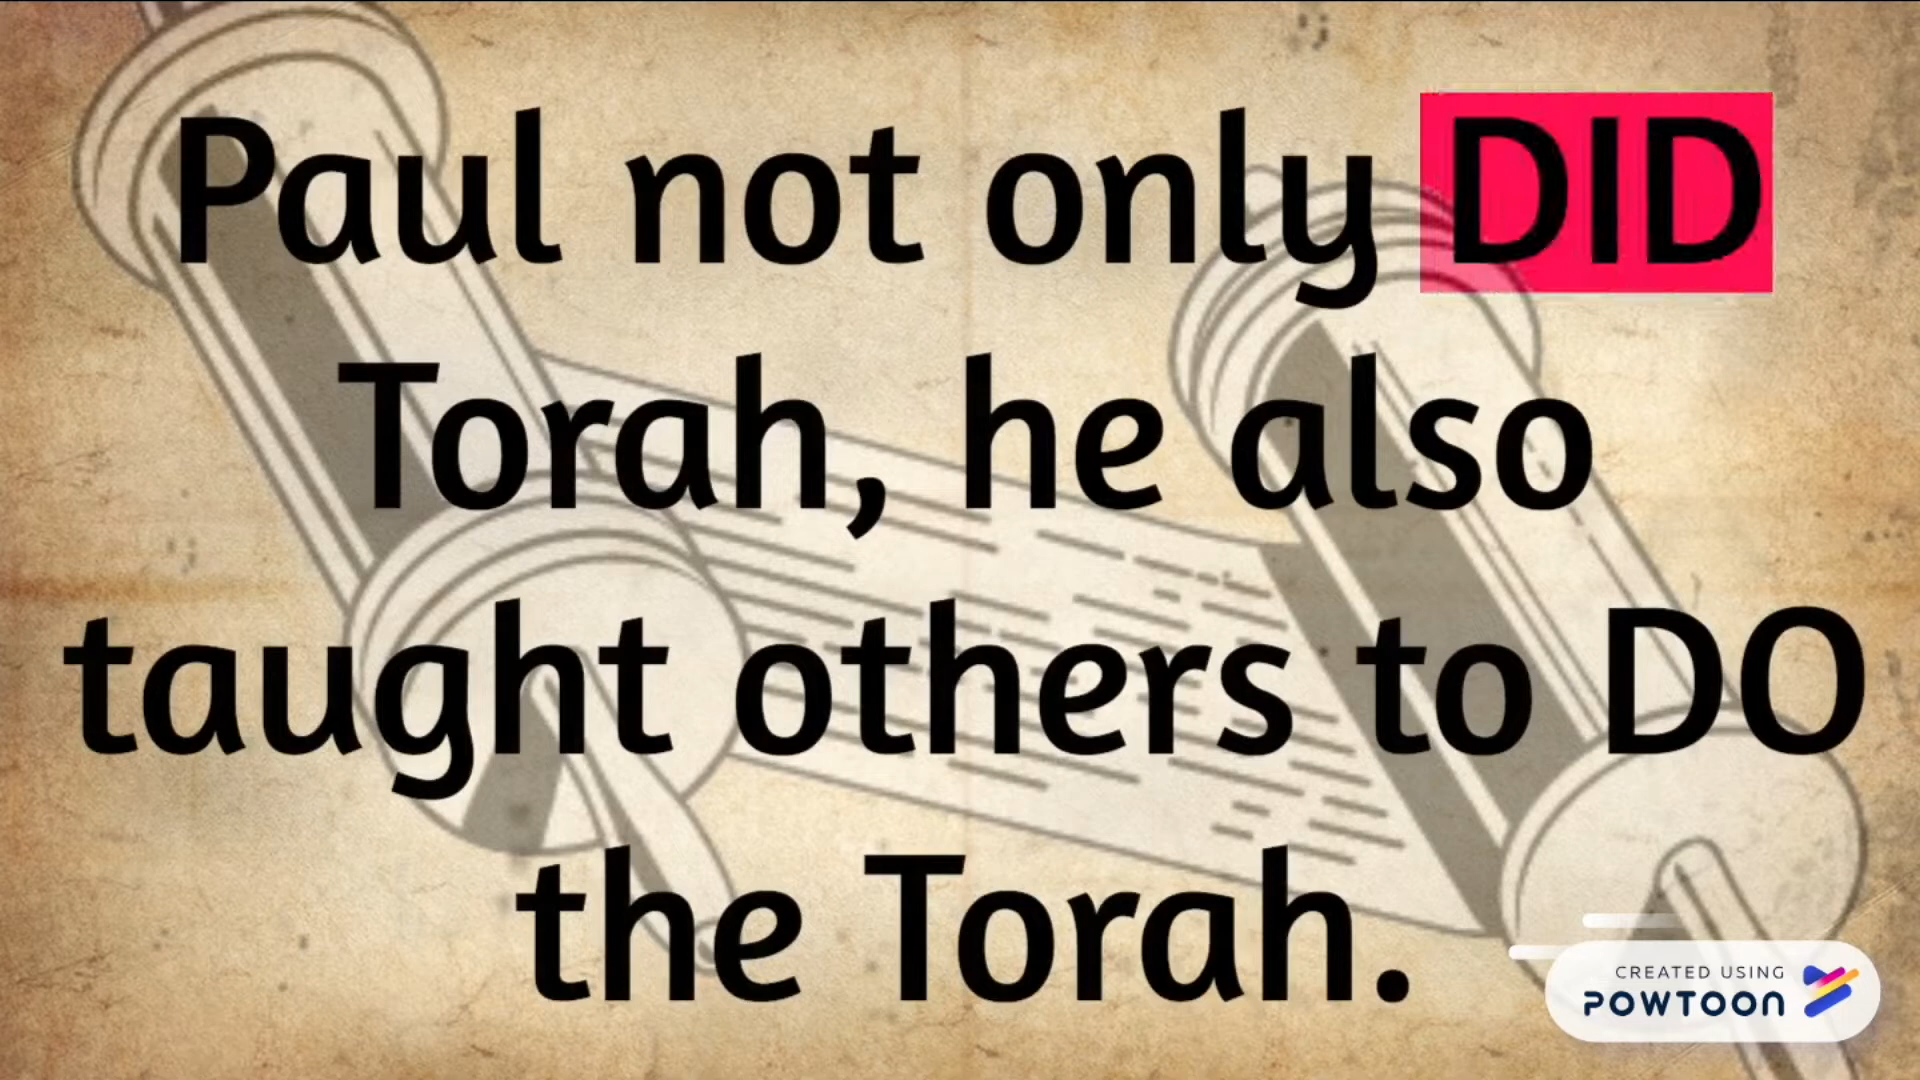 Paul not only DID
Torah, he also
taught others to DO
the Torah.
CREATED USING
POWTOON